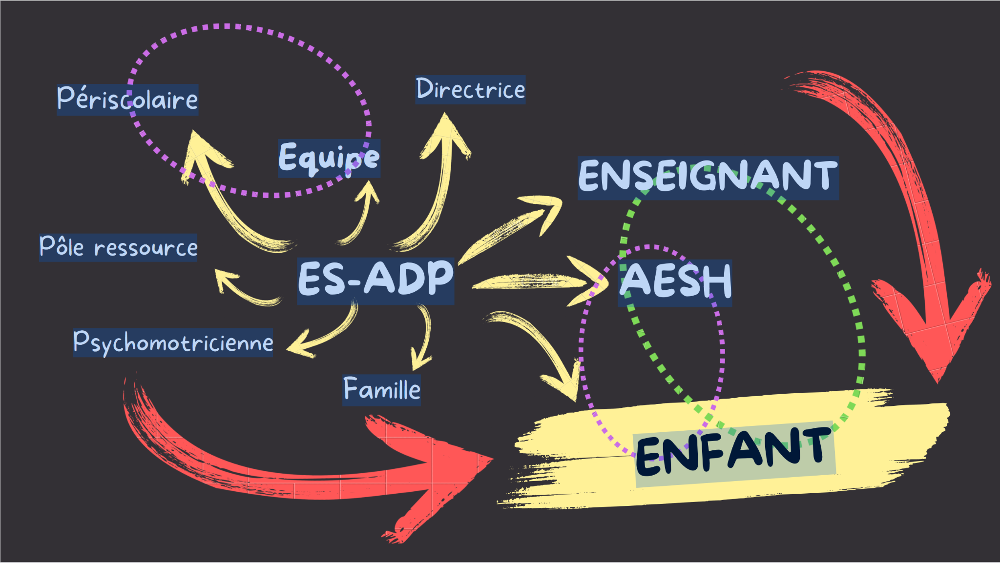 Périscolaire
Directrice
Equipe
ENSEIGNANT
Pôle ressource
ES-ADP
AESH
Psychomotricienne
Famille
ENFANT